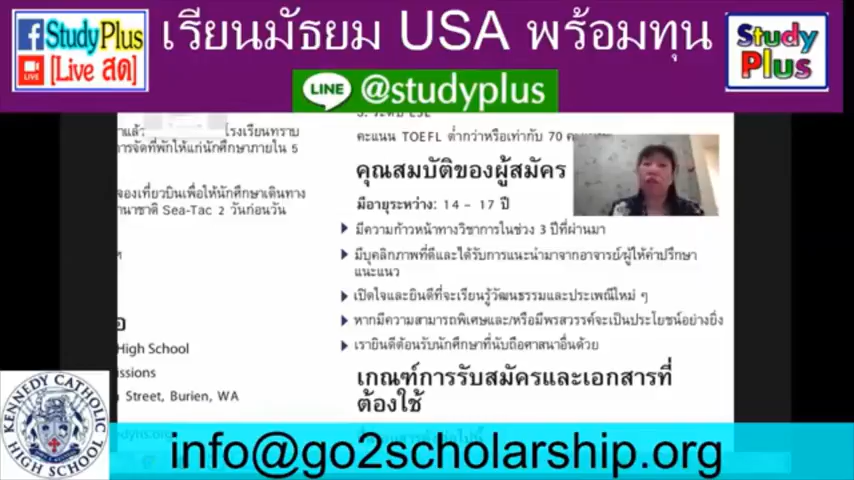 StudyPlus
LIVE [Live สด]
เรียนมัธยม USA พร้อมทุน
Study
Plus
LINE @studyplus
โรงเรียนทราบ
การจัดที่พักให้แก่นักศึกษาภายใน 5
จองเที่ยวบินเพื่อให้นักศึกษาเดินทาง
นานาชาติ Sea-Tac 2 วันก่อนวัน
High School
missions
Street, Burien, WA
คะแนน TOEFL ต่ำกว่าหรือเท่ากับ 70
คุณสมบัติของผู้สมัคร
มีอายุระหว่าง: 14 – 17 ปี
มีความก้าวหน้าทางวิชาการในช่วง 3 ปีที่ผ่านมา
มีบุคลิกภาพที่ดีและได้รับการแนะนำมาจากอาจารย์/ผู้ให้คำปรึกษา
แนะแนว
เปิดใจและยินดีที่จะเรียนรู้วัฒนธรรมและประเพณีใหม่ ๆ
หากมีความสามารถพิเศษและ/หรือมีพรสวรรค์จะเป็นประโยชน์อย่างยิ่ง
เรายินดีต้อนรับนักศึกษาที่นับถือศาสนาอื่นด้วย
เกณฑ์การรับสมัครและเอกสารที่
ต้องใช้
KENNEDY CATHOLIC
HIGH SCHOOL
info@go2scholarship.org